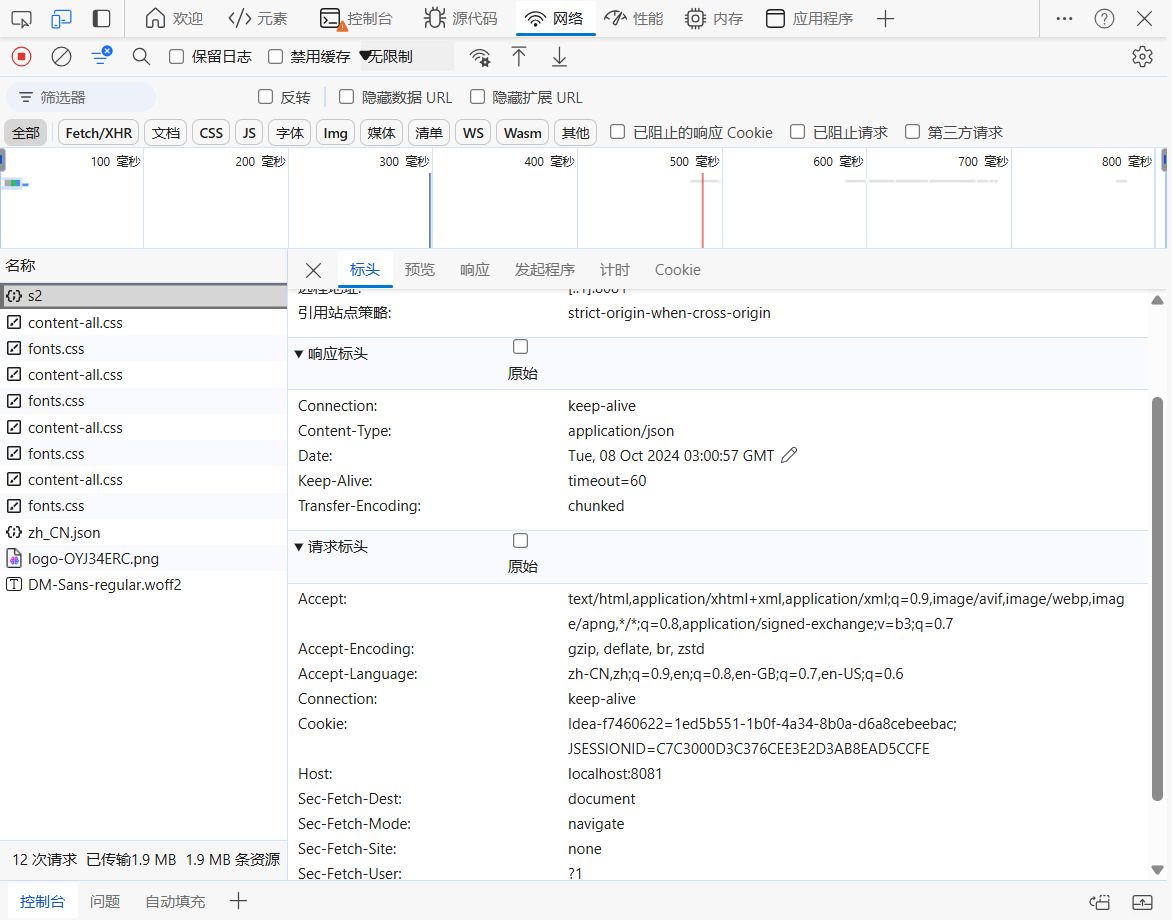 欢迎 元素 控制台 源代码 网络 性能 内存 应用程序
保留日志 禁用缓存 无限制
筛选器 反转 隐藏数据 URL 隐藏扩展 URL
全部 Fetch/XHR 文档 CSS JS 字体 Img 媒体 清单 WS Wasm 其他 已阻止的响应 Cookie 已阻止请求 第三方请求
100 毫秒 200 毫秒 300 毫秒 400 毫秒 500 毫秒 600 毫秒 700 毫秒 800 毫秒
名称
s2
content-all.css
fonts.css
content-all.css
fonts.css
content-all.css
fonts.css
content-all.css
fonts.css
zh_CN.json
logo-OYJ34ERC.png
DM-Sans-regular.woff2
12 次请求 已传输1.9 MB 1.9 MB 条资源
标头 预览 响应 发起程序 计时 Cookie
引用站点策略: strict-origin-when-cross-origin
响应标头
原始
Connection: keep-alive
Content-Type: application/json
Date: Tue, 08 Oct 2024 03:00:57 GMT
Keep-Alive: timeout=60
Transfer-Encoding: chunked
请求标头
原始
Accept: text/html,application/xhtml+xml,application/xml;q=0.9,image/avif,image/webp,imag
e/apng,*/*;q=0.8,application/signed-exchange;v=b3;q=0.7
Accept-Encoding: gzip, deflate, br, zstd
Accept-Language: zh-CN,zh;q=0.9,en;q=0.8,en-GB;q=0.7,en-US;q=0.6
Connection: keep-alive
Cookie: Idea-f7460622=1ed5b551-1b0f-4a34-8b0a-d6a8cebeebac;
JSESSIONID=C7C3000D3C376CEE3E2D3AB8EAD5CCFE
Host: localhost:8081
Sec-Fetch-Dest: document
Sec-Fetch-Mode: navigate
Sec-Fetch-Site: none
Sec-Fetch-User: ?1
控制台 问题 自动填充